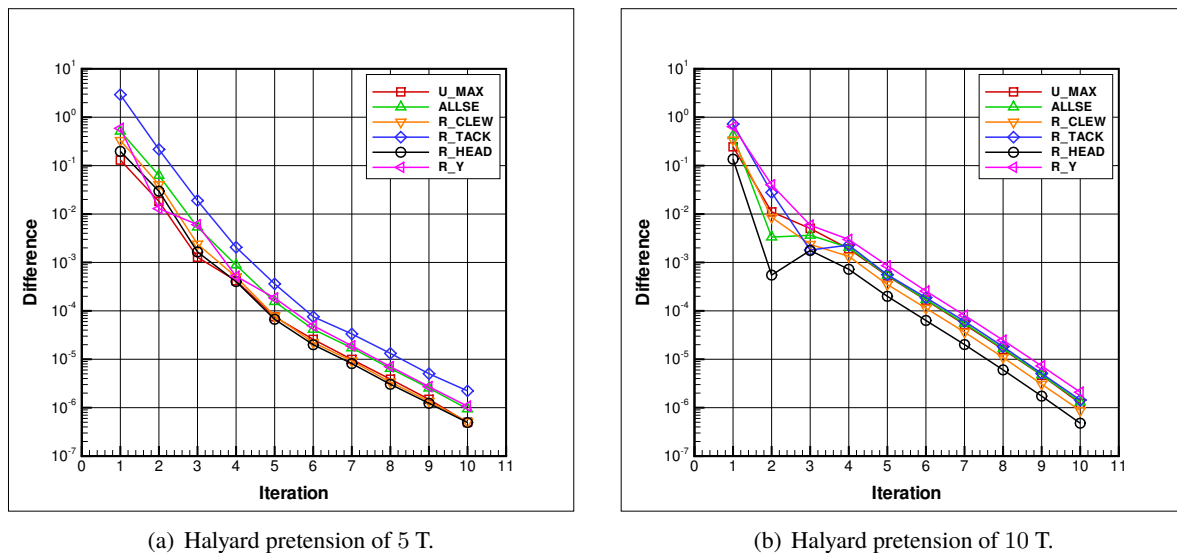 10^1
10^0
10^-1
10^-2
10^-3
10^-4
10^-5
10^-6
10^-7
Difference
0 1 2 3 4 5 6 7 8 9 10 11
Iteration
U_MAX
ALLSE
R_CLEW
R_TACK
R_HEAD
R_Y
(a) Halyard pretension of 5 T.
10^1
10^0
10^-1
10^-2
10^-3
10^-4
10^-5
10^-6
10^-7
Difference
0 1 2 3 4 5 6 7 8 9 10 11
Iteration
U_MAX
ALLSE
R_CLEW
R_TACK
R_HEAD
R_Y
(b) Halyard pretension of 10 T.